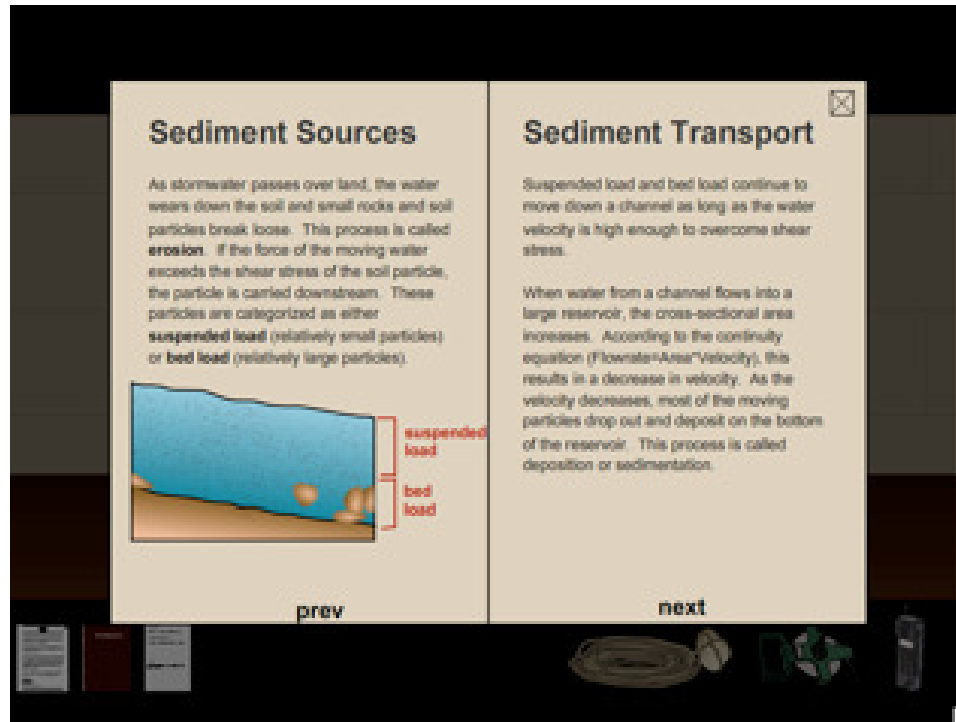 Sediment Sources
As stormwater passes over land, the water
wears down the soil and small rocks and soil
particles break loose. This process is called
erosion. If the force of the moving water
exceeds the shear stress of the soil particle,
the particle is carried downstream. These
particles are categorized as either
suspended load (relatively small particles)
or bed load (relatively large particles).
suspended
load
bed
load
prev
Sediment Transport
Suspended load and bed load continue to
move down a channel as long as the water
velocity is high enough to overcome shear
stress.
When water from a channel flows into a
large reservoir, the cross-sectional area
increases. According to the continuity
equation (Flowrate=Area*Velocity), this
results in a decrease in velocity. As the
velocity decreases, most of the moving
particles drop out and deposit on the bottom
of the reservoir. This process is called
deposition or sedimentation.
next